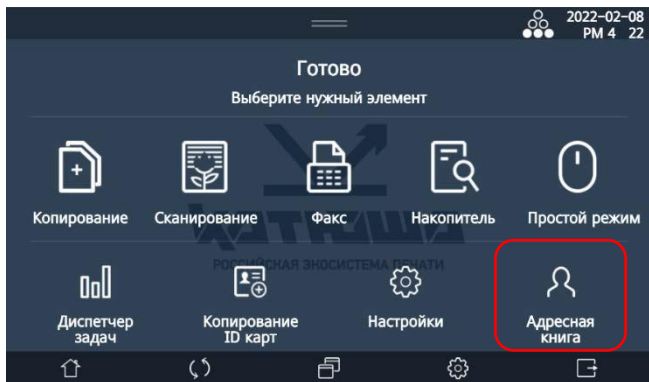 2022-02-08
PM 4 22
Готово
Выберите нужный элемент
Копирование Сканирование Факс Накопитель Простой режим
КАТЮША
РОССИЙСКАЯ ЭКОСИСТЕМА ПЕЧАТИ
Диспетчер задач
Копирование ID карт
Настройки
Адресная книга